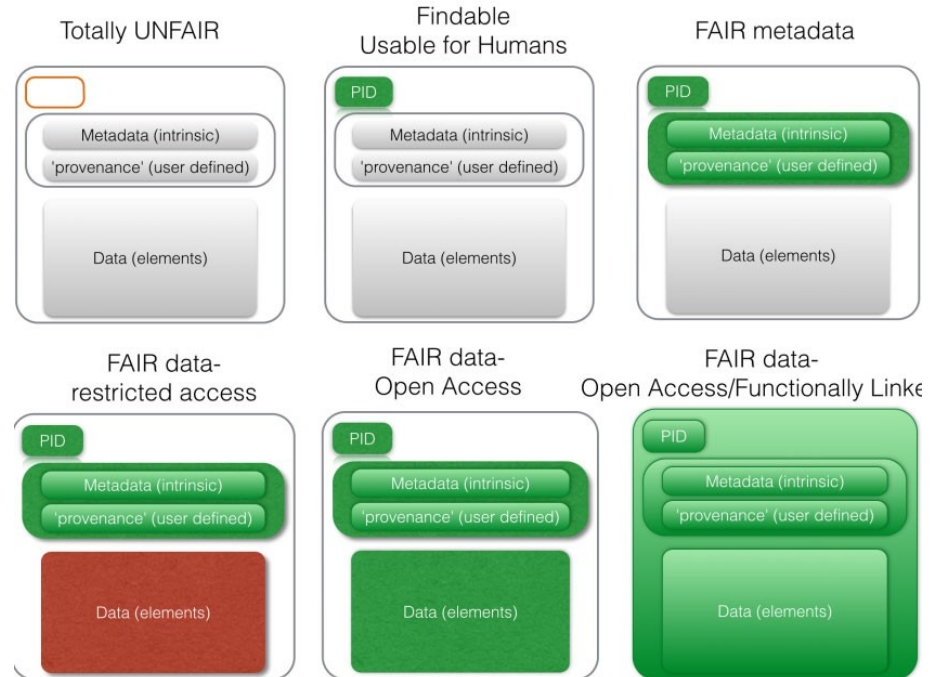 Totally UNFAIR
Metadata (intrinsic)
'provenance' (user defined)
Data (elements)
Findable
Usable for Humans
PID
Metadata (intrinsic)
'provenance' (user defined)
Data (elements)
FAIR metadata
PID
Metadata (intrinsic)
'provenance' (user defined)
Data (elements)
FAIR data-
restricted access
PID
Metadata (intrinsic)
'provenance' (user defined)
Data (elements)
FAIR data-
Open Access
PID
Metadata (intrinsic)
'provenance' (user defined)
Data (elements)
FAIR data-
Open Access/Functionally Linke
PID
Metadata (intrinsic)
'provenance' (user defined)
Data (elements)